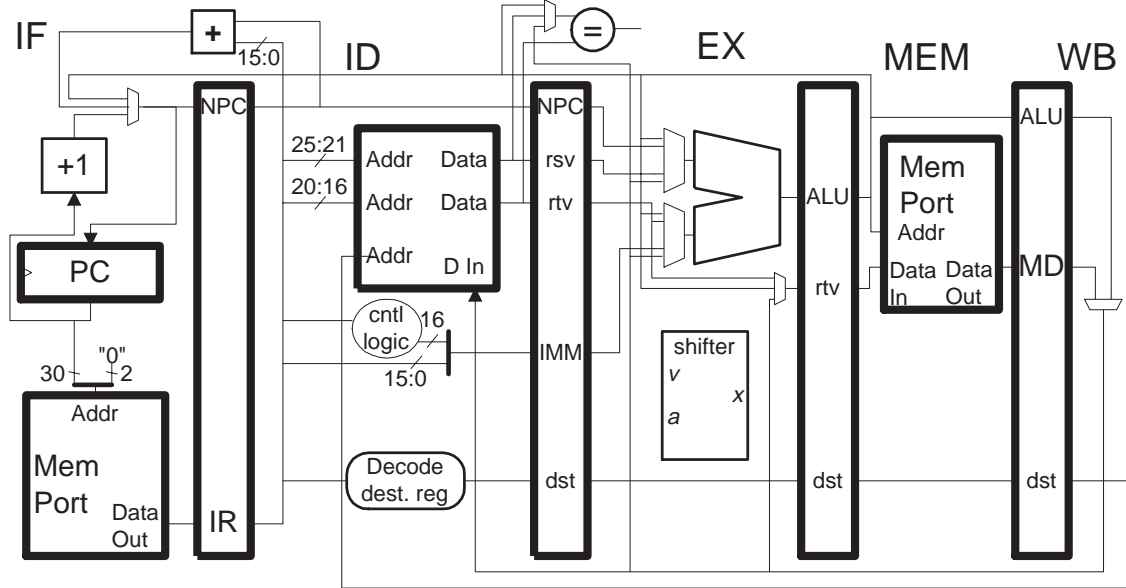 IF
ID
EX
MEM
WB
+
15:0
=
NPC
NPC
ALU
+1
25:21
Addr
Data
rsv
20:16
Addr
Data
rtv
ALU
Mem
Port
Addr
Addr
D In
PC
Data
In
Data
Out
MD
rtv
cntl
logic
16
15:0
IMM
shifter
v
x
a
30
"0"
2
Addr
Mem
Port
Data
Out
IR
Decode
dest. reg
dst
dst
dst